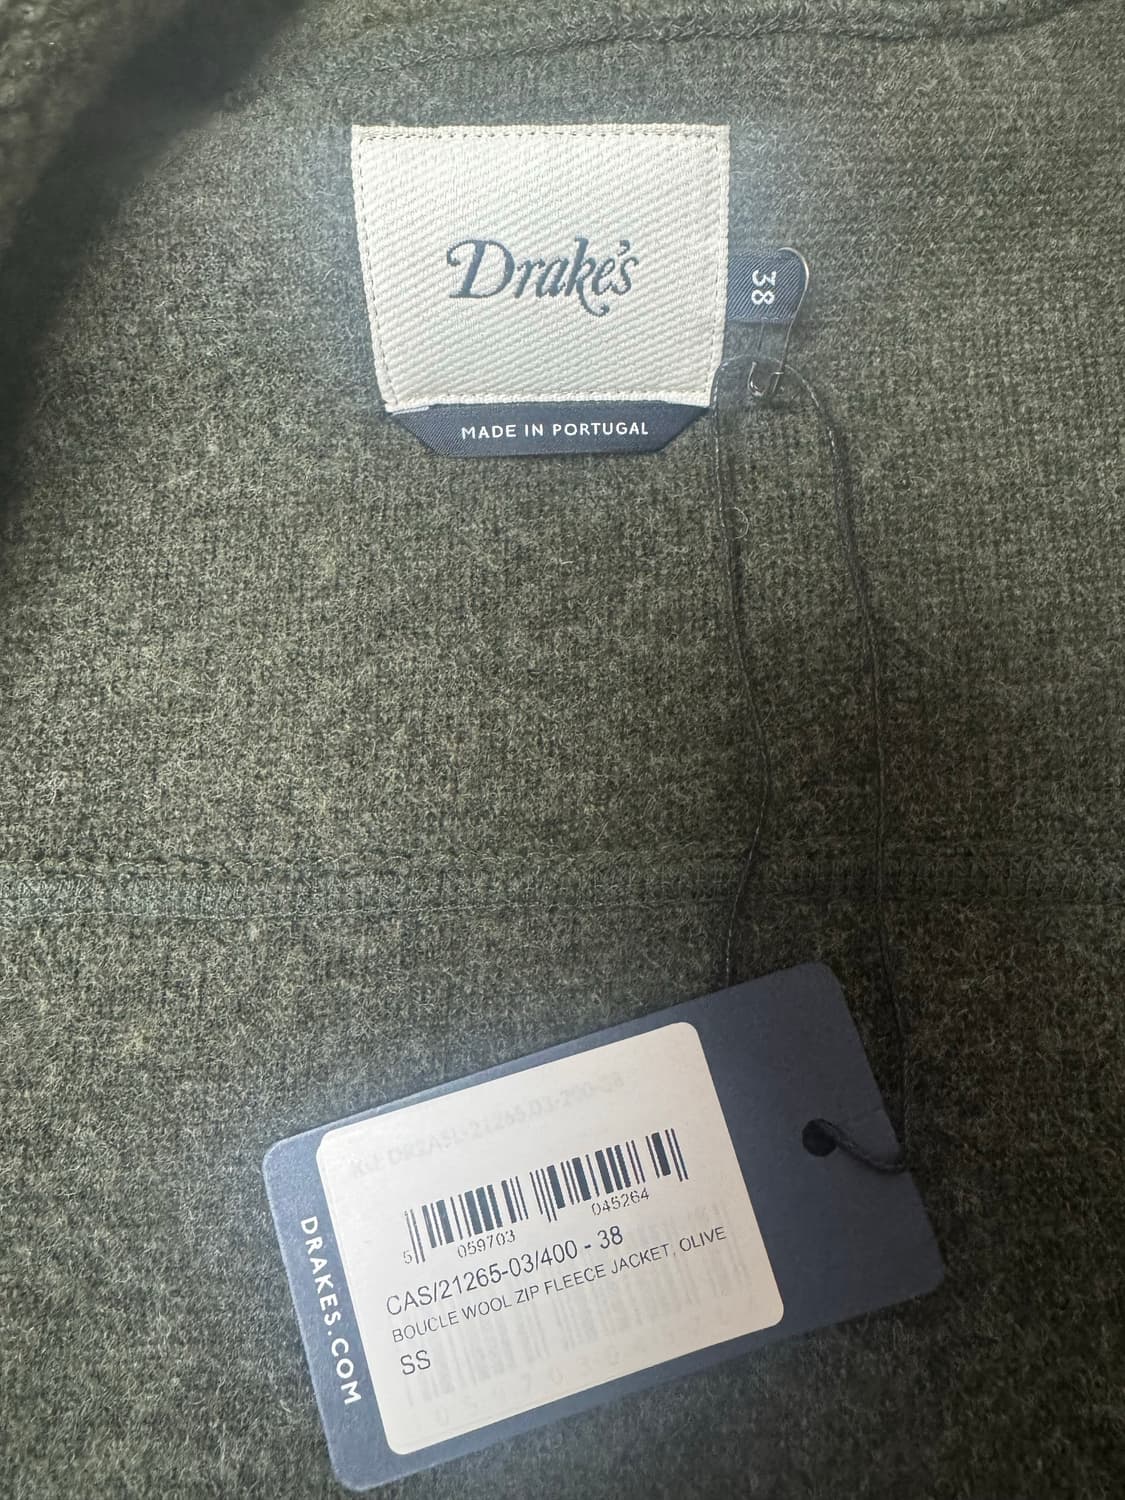 Drake's
38
MADE IN PORTUGAL
5 059703 045264
CAS/21265-03/400 - 38
BOUCLE WOOL ZIP FLEECE JACKET, OLIVE
SS
DRAKES.COM